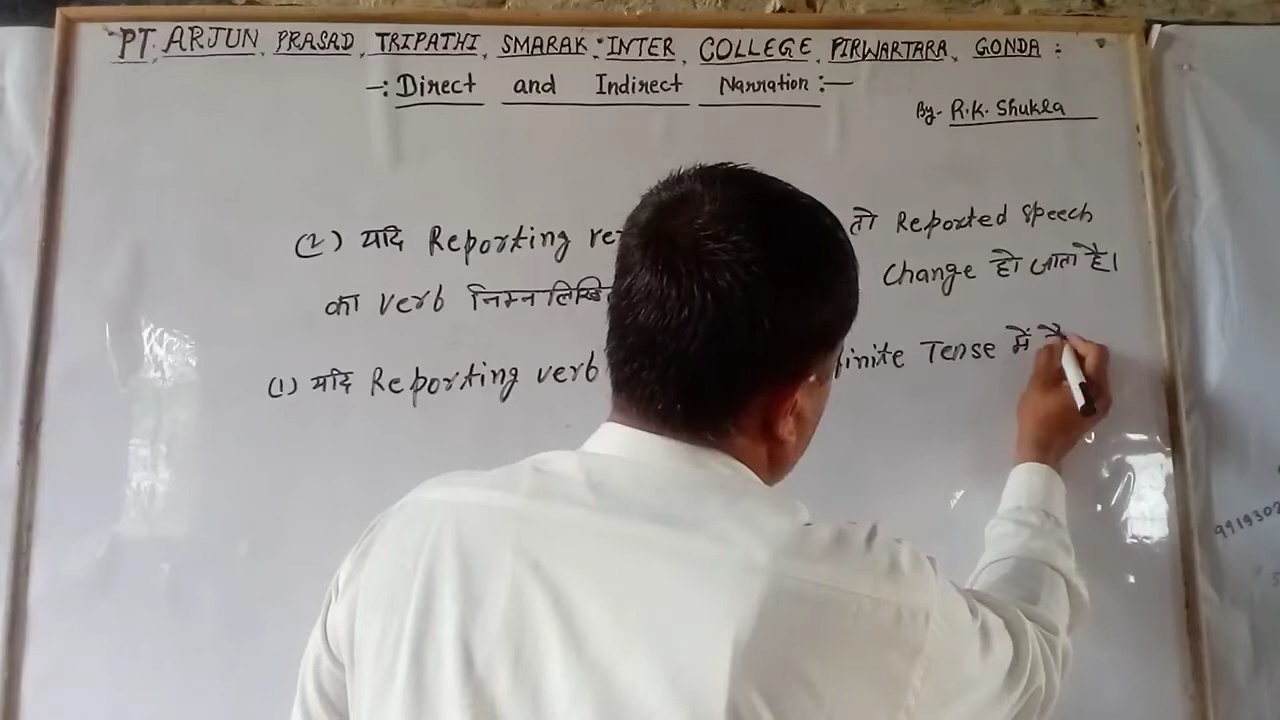 PT. ARJUN, PRASAD, TRIPATHI, SMARAK INTER, COLLEGE, PIRWARTARA, GONDA :
-: Direct and Indirect Narration :-
By- R.K. Shukla
(2) यदि Reporting तो Reported speech
का verb change हो जाता है।
(1) यदि Reporting verb Tense में